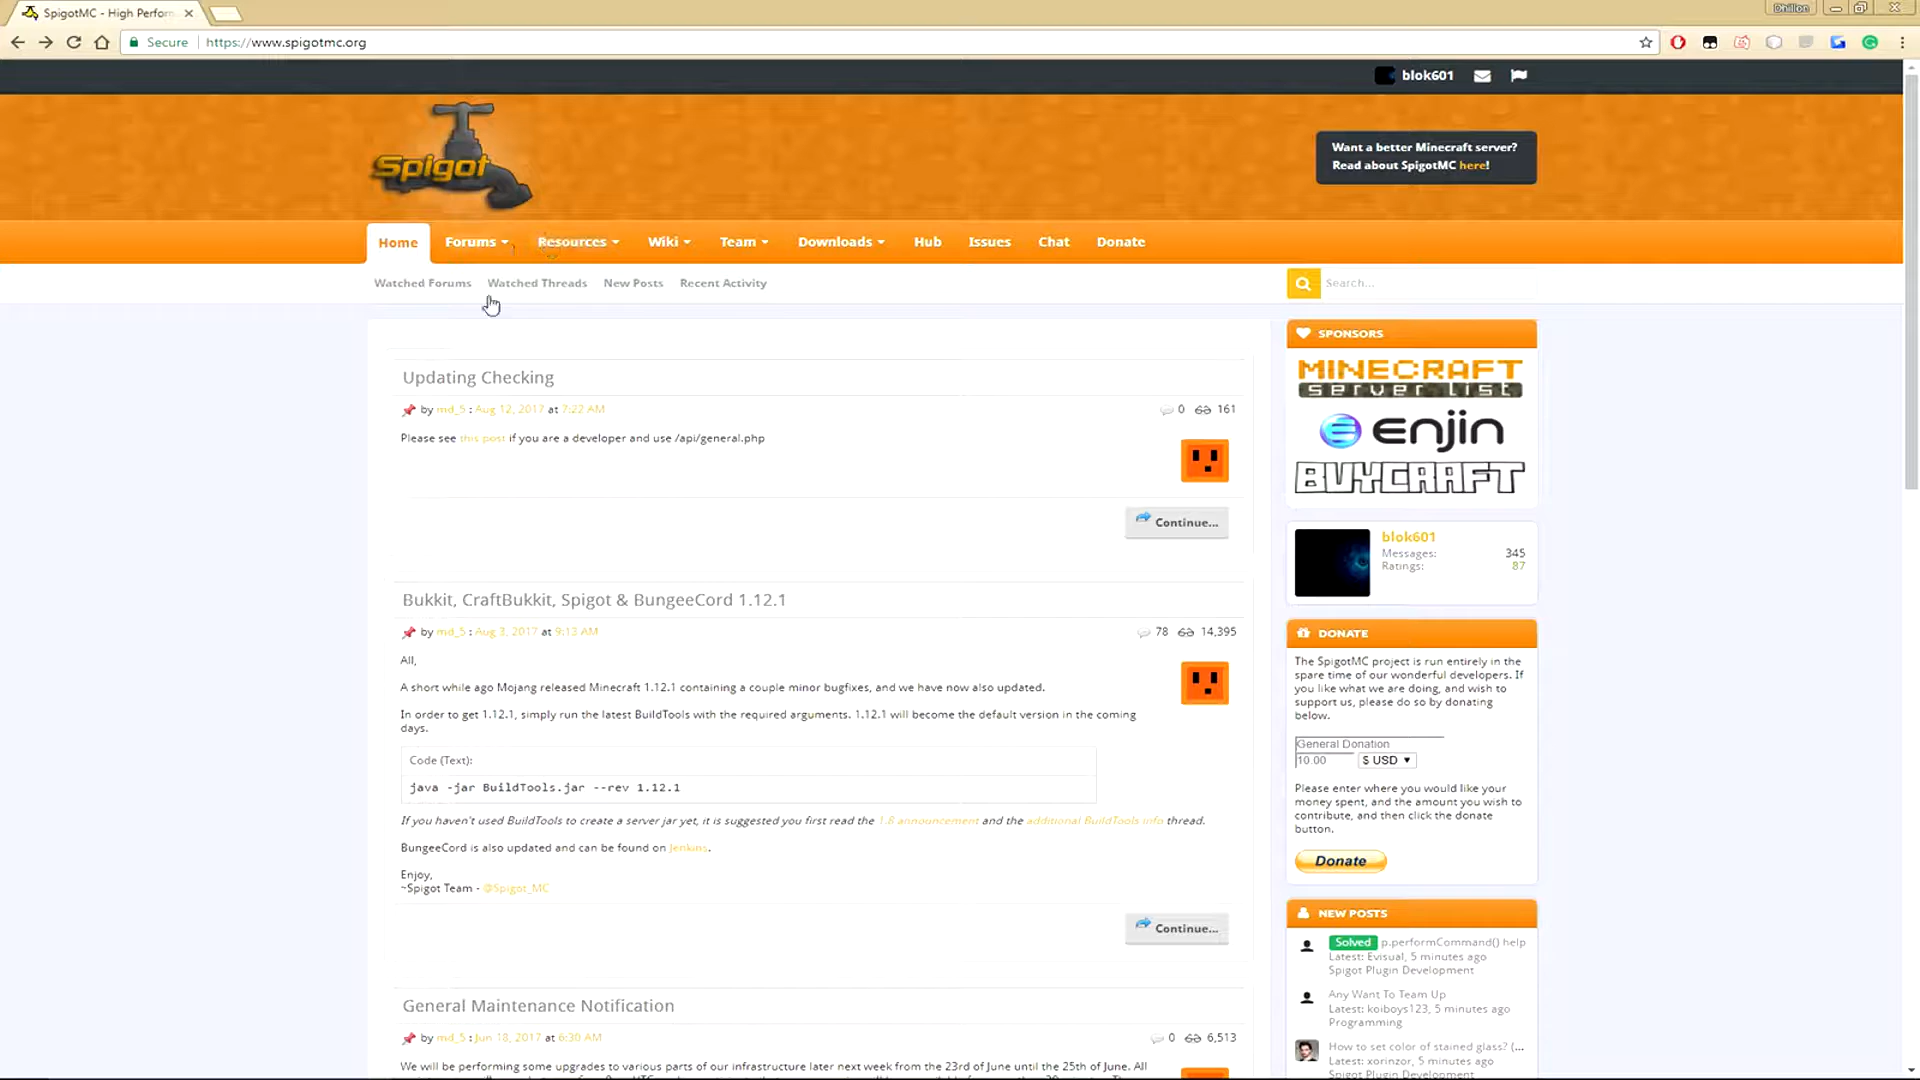 SpigotMC - High Perform
Dhillon
Secure https://www.spigotmc.org
blok601
Spigot
Want a better Minecraft server?
Read about SpigotMC here!
Home Forums Resources Wiki Team Downloads Hub Issues Chat Donate
Watched Forums Watched Threads New Posts Recent Activity
Search...
Updating Checking
by md_5 : Aug 12, 2017 at 7:22 AM
0 161
Please see this post if you are a developer and use /api/general.php
Continue...
Bukkit, CraftBukkit, Spigot & BungeeCord 1.12.1
by md_5 : Aug 3, 2017 at 9:13 AM
78 14,395
All,
A short while ago Mojang released Minecraft 1.12.1 containing a couple minor bugfixes, and we have now also updated.
In order to get 1.12.1, simply run the latest BuildTools with the required arguments. 1.12.1 will become the default version in the coming
days.
Code (Text):
java -jar BuildTools.jar --rev 1.12.1
If you haven't used BuildTools to create a server jar yet, it is suggested you first read the 1.8 announcement and the additional BuildTools info thread.
BungeeCord is also updated and can be found on Jenkins.
Enjoy,
~Spigot Team - @Spigot_MC
Continue...
General Maintenance Notification
by md_5 : Jun 18, 2017 at 6:30 AM
0 6,513
We will be performing some upgrades to various parts of our infrastructure later next week from the 23rd of June until the 25th of June. All
SPONSORS
MINECRAFT
server list
enjin
BUYCRAFT
blok601
Messages: 345
Ratings: 87
DONATE
The SpigotMC project is run entirely in the
spare time of our wonderful developers. If
you like what we are doing, and wish to
support us, please do so by donating
below.
General Donation
10.00 $ USD
Please enter where you would like your
money spent, and the amount you wish to
contribute, and then click the donate
button.
Donate
NEW POSTS
Solved p.performCommand() help
Latest: Evisual, 5 minutes ago
Spigot Plugin Development
Any Want To Team Up
Latest: koiboys123, 5 minutes ago
Programming
How to set color of stained glass? (...
Latest: xorinzor, 5 minutes ago
Spigot Plugin Development